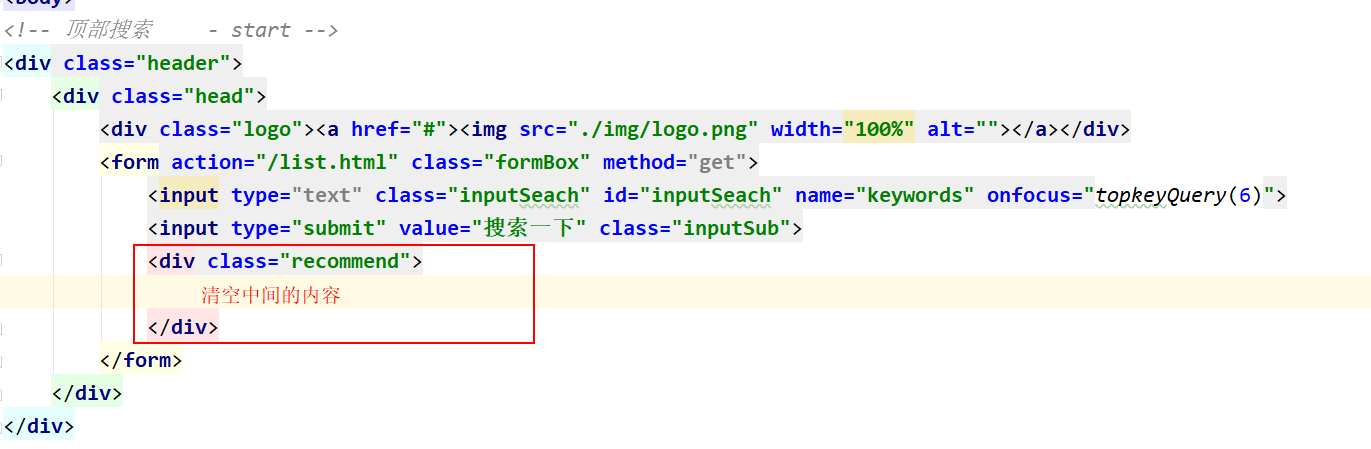 <body>
<!-- 顶部搜索    - start -->
<div class="header">
    <div class="head">
        <div class="logo"><a href="#"><img src="./img/logo.png" width="100%" alt=""></a></div>
        <form action="/list.html" class="formBox" method="get">
            <input type="text" class="inputSeach" id="inputSeach" name="keywords" onfocus="topkeyQuery(6)">
            <input type="submit" value="搜索一下" class="inputSub">
            <div class="recommend">
                清空中间的内容
            </div>
        </form>
    </div>
</div>